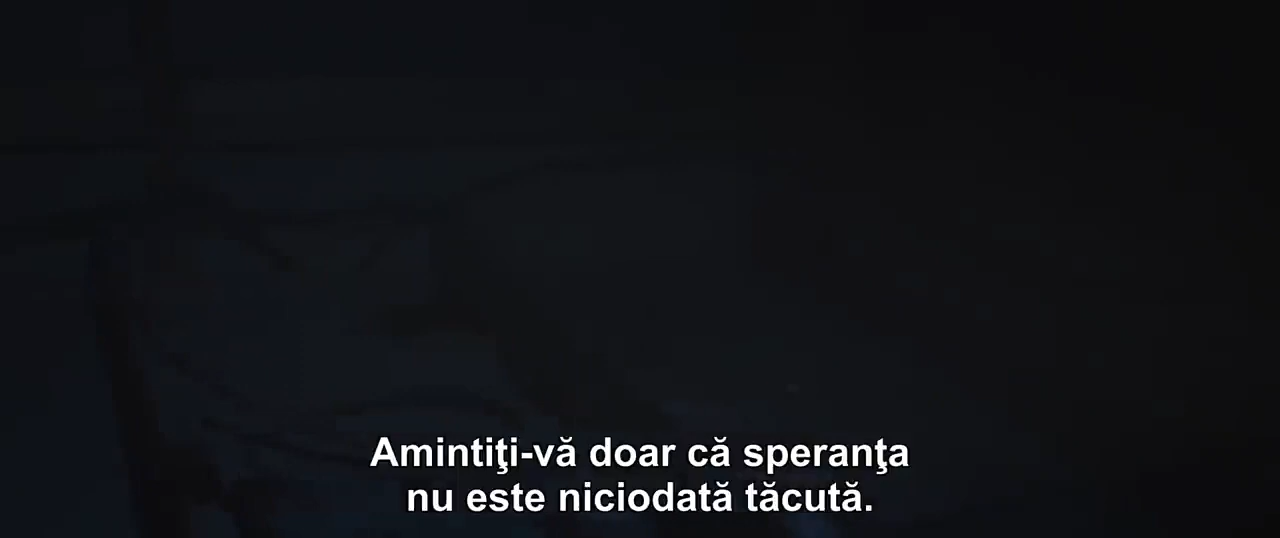 Amintiţi-vă doar că speranţa
nu este niciodată tăcută.